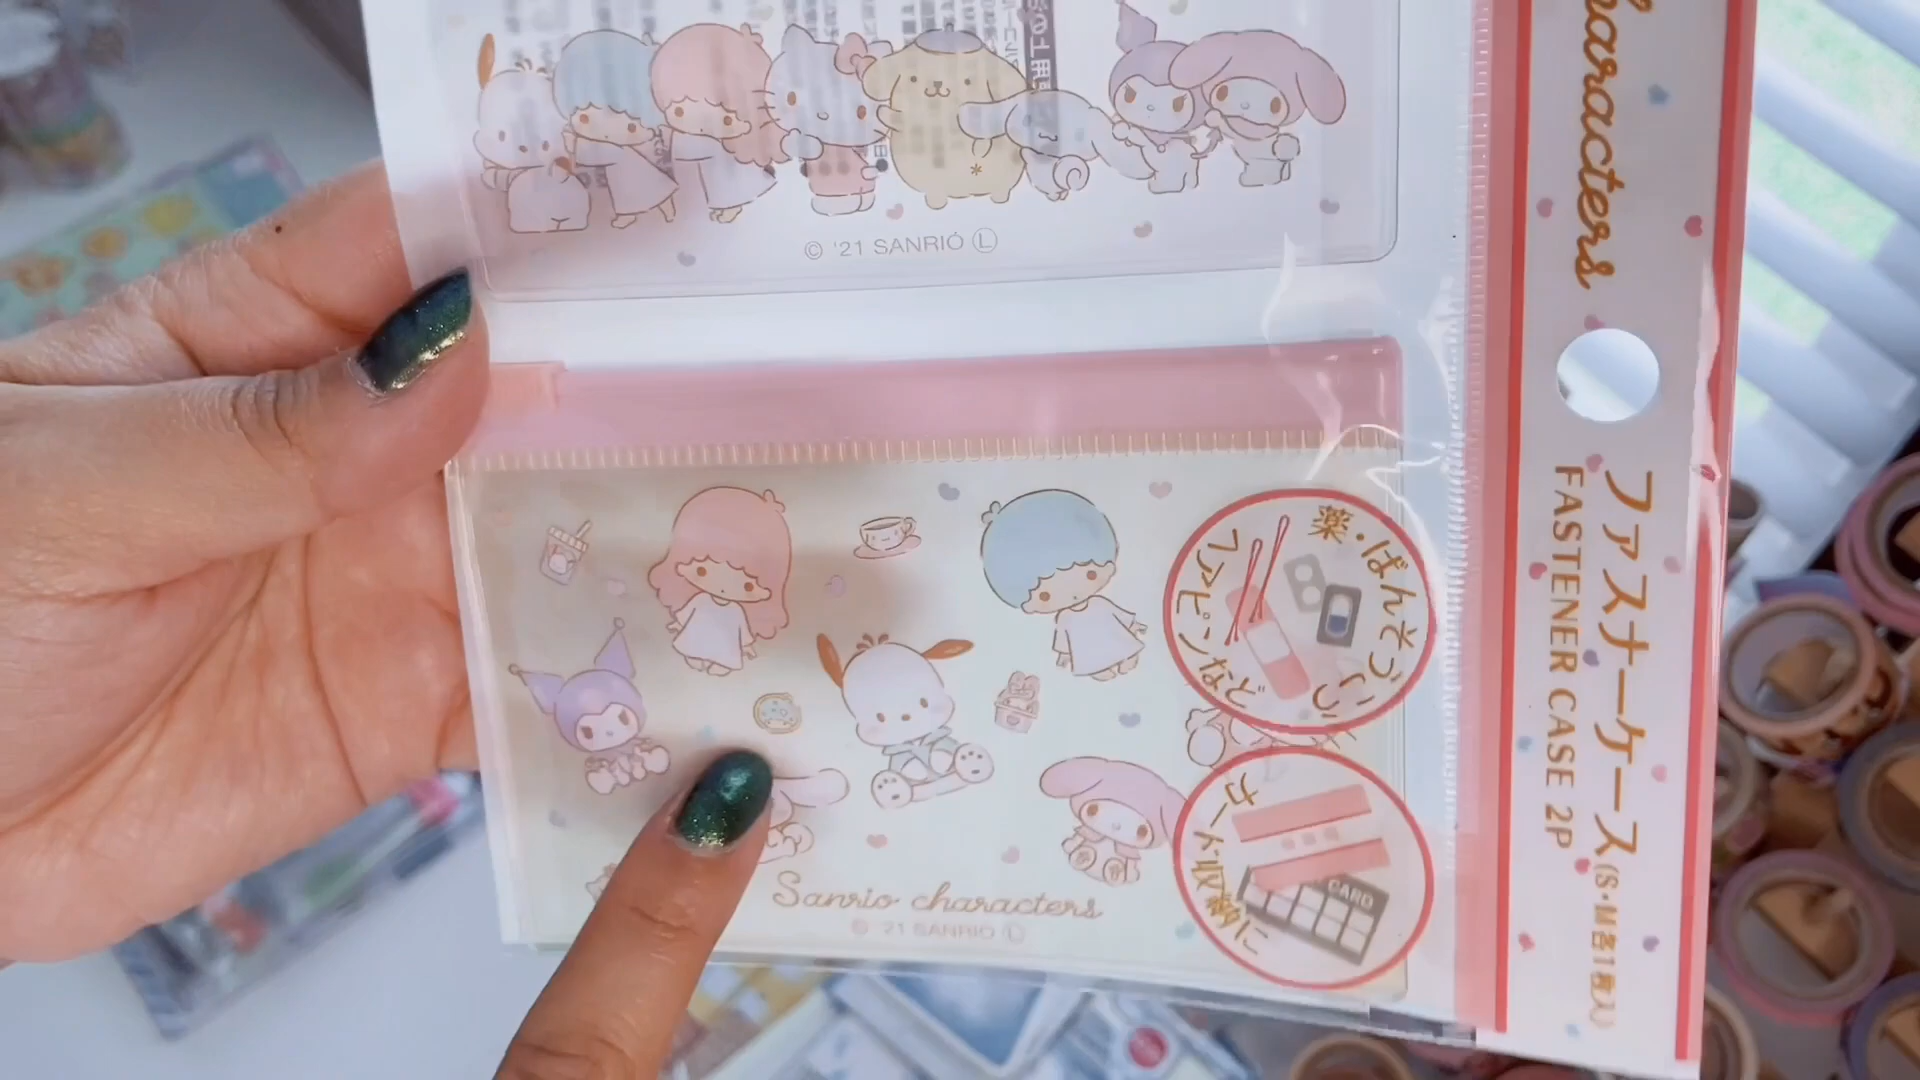 © '21 SANRIO Ⓛ
薬・ばんそうこう
ヘアピンなど
カード収納に
CARD
Sanrio characters
© '21 SANRIO Ⓛ
characters
ファスナーケース(S・M各1枚入)
FASTENER CASE 2P